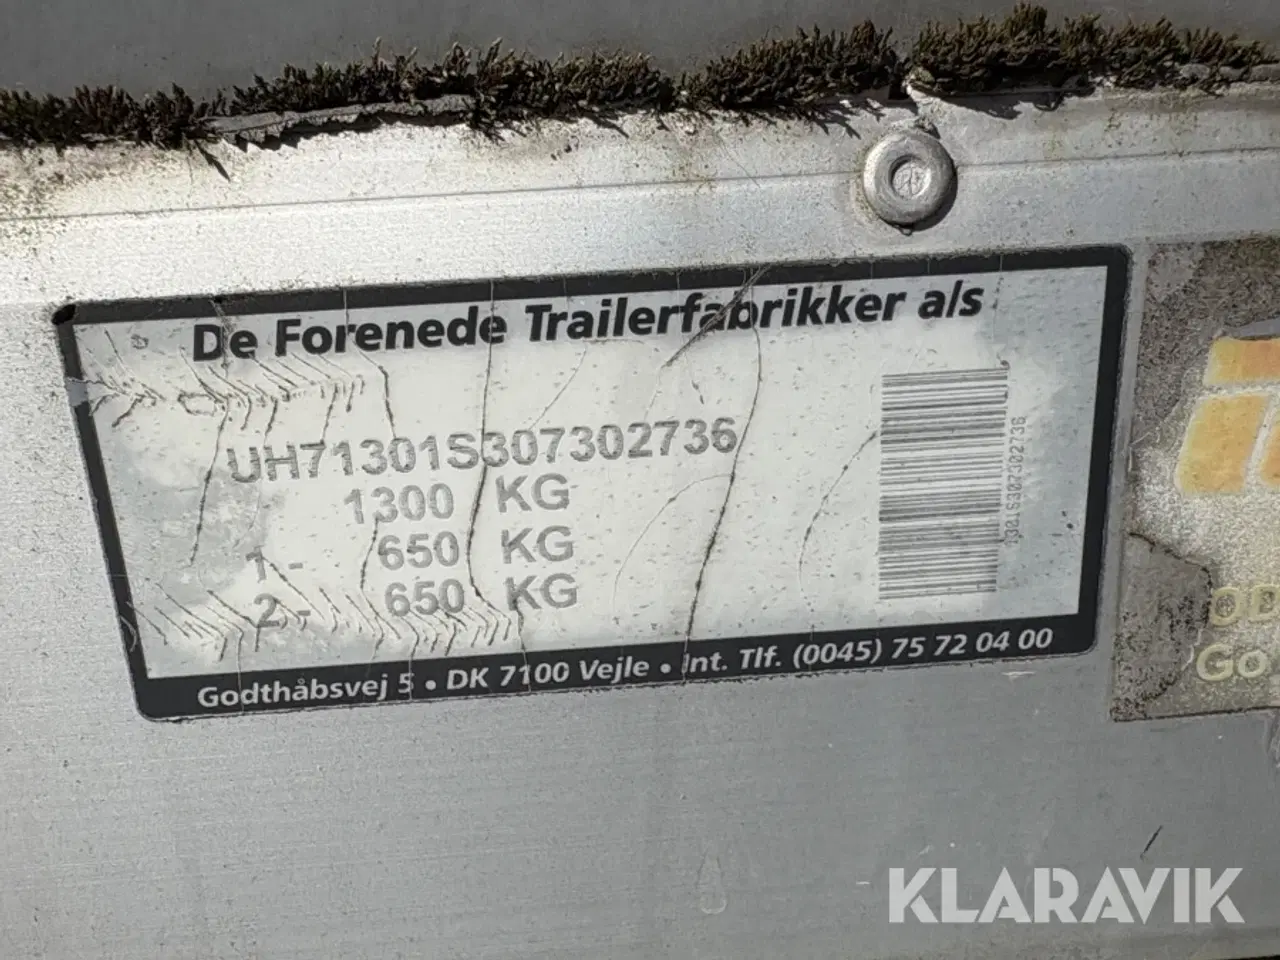 De Forenede Trailerfabrikker a/s
UH71301S307302736
1300 KG
1- 650 KG
2- 650 KG
1301S307302736
Godthåbsvej 5 • DK 7100 Vejle • Int. Tlf. (0045) 75 72 04 00
KLARAVIK